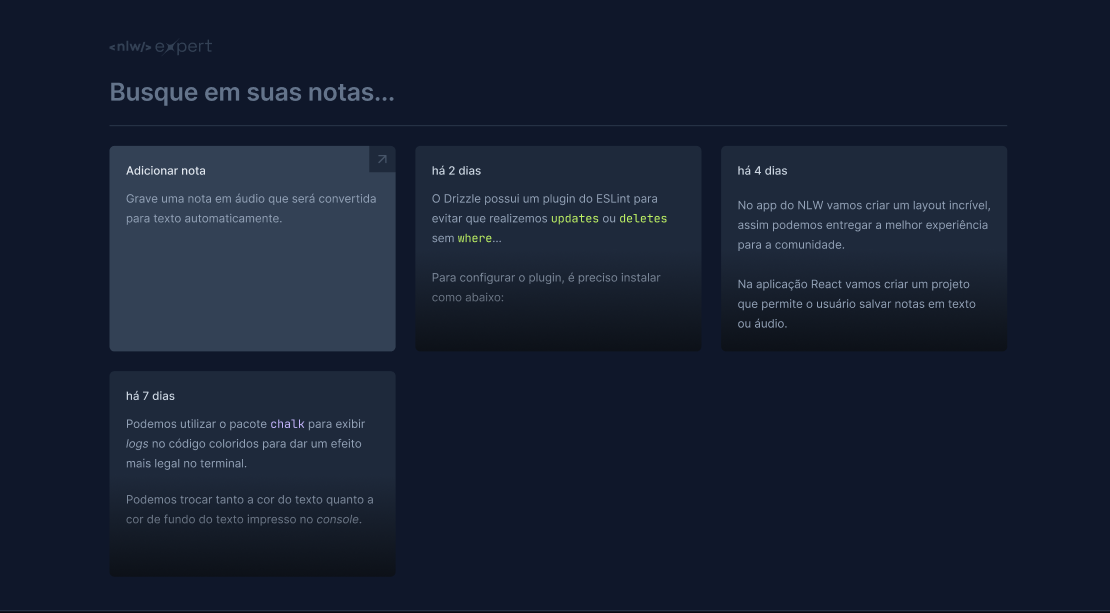 <nlw/> expert
Busque em suas notas...
Adicionar nota
Grave uma nota em áudio que será convertida
para texto automaticamente.
há 2 dias
O Drizzle possui um plugin do ESLint para
evitar que realizemos updates ou deletes
sem where...
Para configurar o plugin, é preciso instalar
como abaixo:
há 4 dias
No app do NLW vamos criar um layout incrível,
assim podemos entregar a melhor experiência
para a comunidade.
Na aplicação React vamos criar um projeto
que permite o usuário salvar notas em texto
ou áudio.
há 7 dias
Podemos utilizar o pacote chalk para exibir
logs no código coloridos para dar um efeito
mais legal no terminal.
Podemos trocar tanto a cor do texto quanto a
cor de fundo do texto impresso no console.